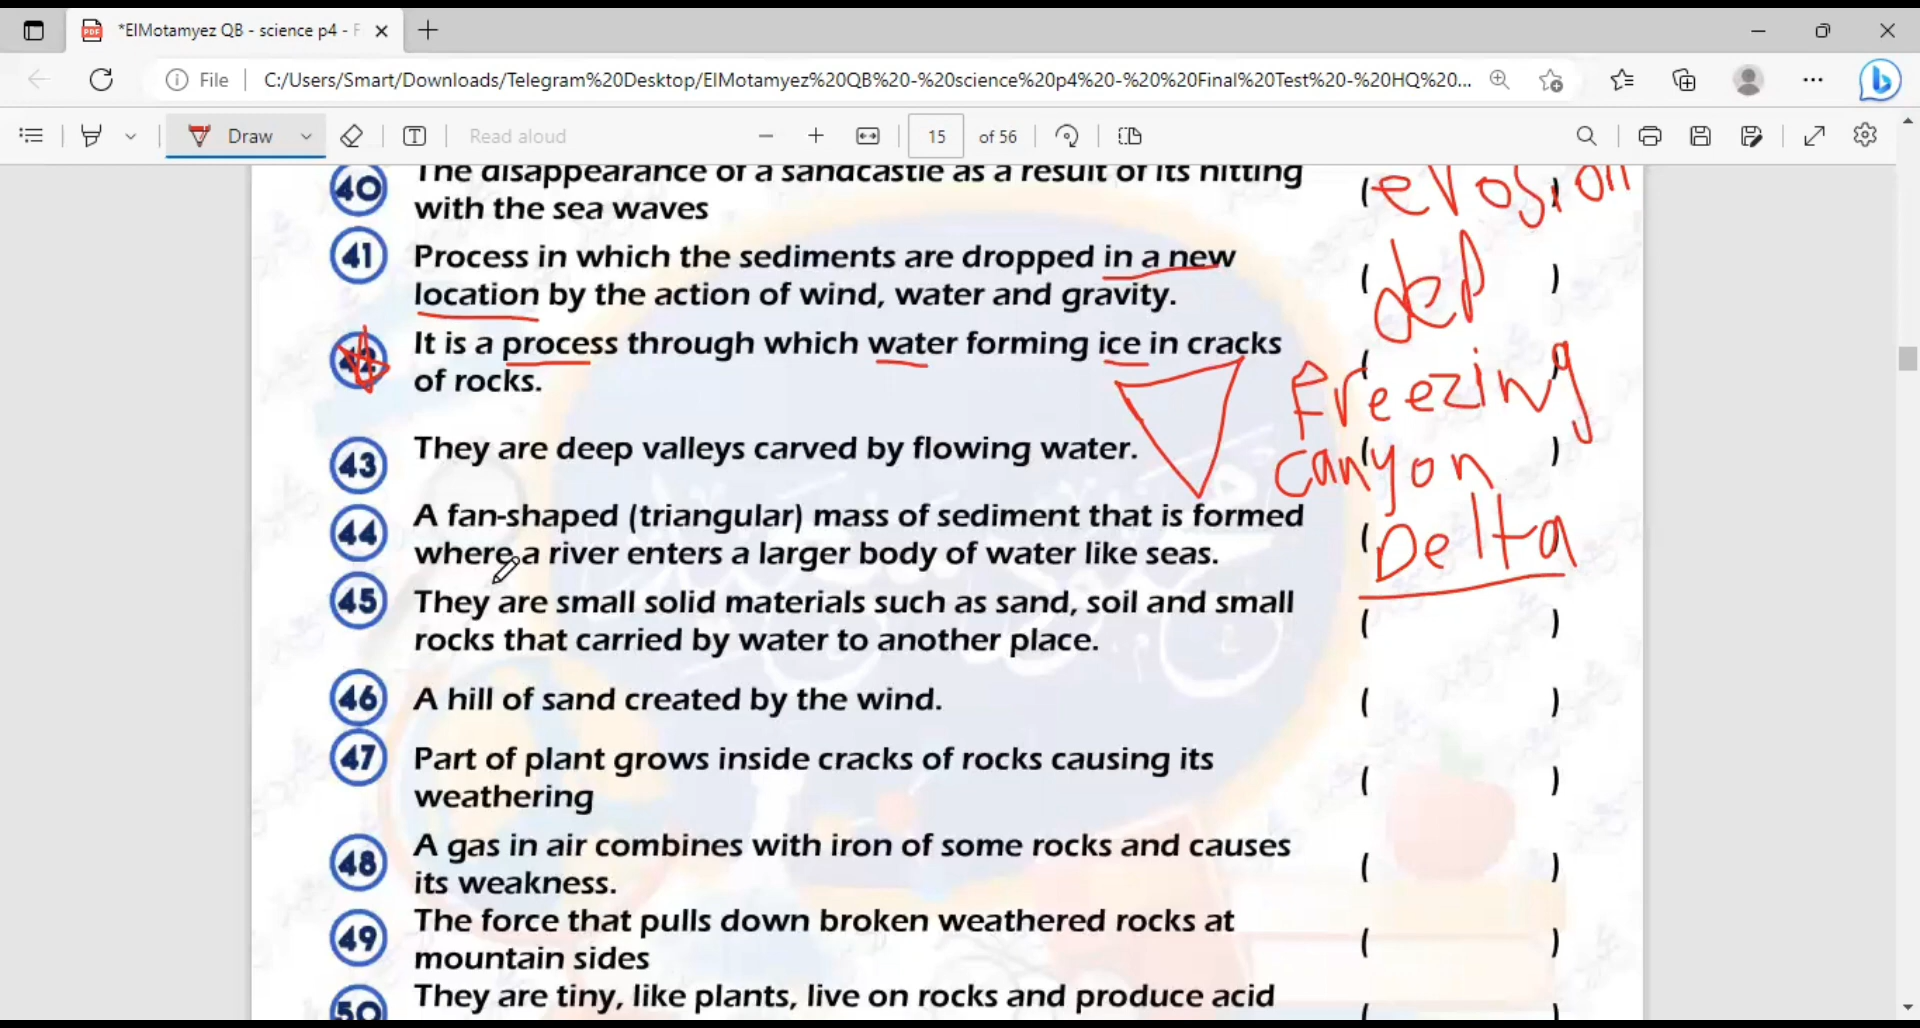 *ElMotamyez QB - science p4 - F
File
C:/Users/Smart/Downloads/Telegram%20Desktop/ElMotamyez%20QB%20-%20science%20p4%20-%20%20Final%20Test%20-%20HQ%20...
Draw
Read aloud
15 of 56
40 The disappearance of a sandcastle as a result of its hitting
with the sea waves ( erosion )
41 Process in which the sediments are dropped in a new
location by the action of wind, water and gravity. ( dep )
42 It is a process through which water forming ice in cracks
of rocks. ( Freezing )
43 They are deep valleys carved by flowing water. ( canyon )
44 A fan-shaped (triangular) mass of sediment that is formed
where a river enters a larger body of water like seas. ( Delta )
45 They are small solid materials such as sand, soil and small
rocks that carried by water to another place. ( )
46 A hill of sand created by the wind. ( )
47 Part of plant grows inside cracks of rocks causing its
weathering ( )
48 A gas in air combines with iron of some rocks and causes
its weakness. ( )
49 The force that pulls down broken weathered rocks at
mountain sides ( )
50 They are tiny, like plants, live on rocks and produce acid